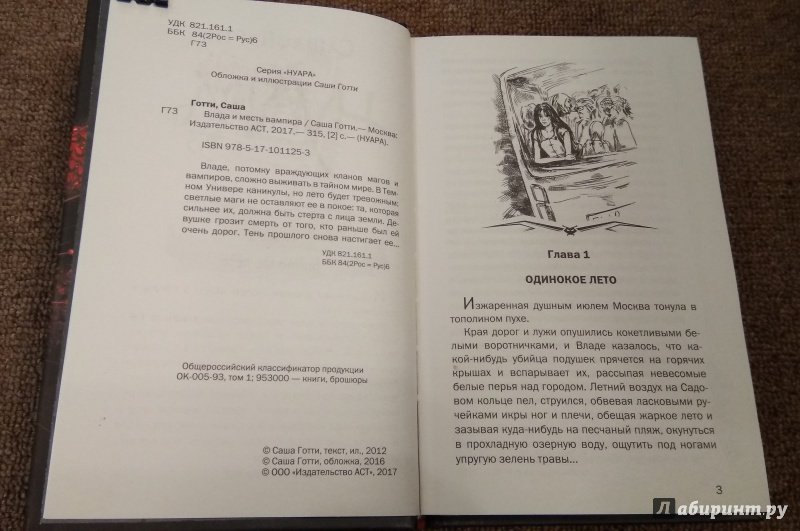 УДК 821.161.1
ББК 84(2Рос = Рус)6
Г73
Серия «НУАРА»
Обложка и иллюстрации Саши Готти
Готти, Саша
Г73 Влада и месть вампира / Саша Готти.— Москва:
Издательство АСТ. 2017.— 315, [2] с.— (НУАРА).
ISBN 978-5-17-101125-3
Владе, потомку враждующих кланов магов и
вампиров, сложно выживать в тайном мире. В Тем-
ном Универе каникулы, но лето будет тревожным:
светлые маги не оставляют ее в покое: та, которая
сильнее их, должна быть стерта с лица земли. Де-
вушке грозит смерть от того, кто раньше был ей
очень дорог. Тень прошлого снова настигает ее...
УДК 821.161.1
ББК 84(2Рос = Рус)6
Общероссийский классификатор продукции
ОК-005-93, том 1; 953000 — книги, брошюры
© Саша Готти, текст, ил., 2012
© Саша Готти, обложка, 2016
© ООО «Издательство АСТ», 2017
Глава 1
ОДИНОКОЕ ЛЕТО
Изжаренная душным июлем Москва тонула в
тополином пухе.
Края дорог и лужи опушились кокетливыми бе-
лыми воротничками, и Владе казалось, что ка-
кой-нибудь убийца подушек прячется на горячих
крышах и вспарывает их, рассыпая невесомые
белые перья над городом. Летний воздух на Садо-
вом кольце пел, струился, обвевая ласковыми ру-
чейками икры ног и плечи, обещая жаркое лето и
зазывая куда-нибудь на песчаный пляж, окунуться
в прохладную озерную воду, ощутить под ногами
упругую зелень травы...
3
Лабиринт.ру